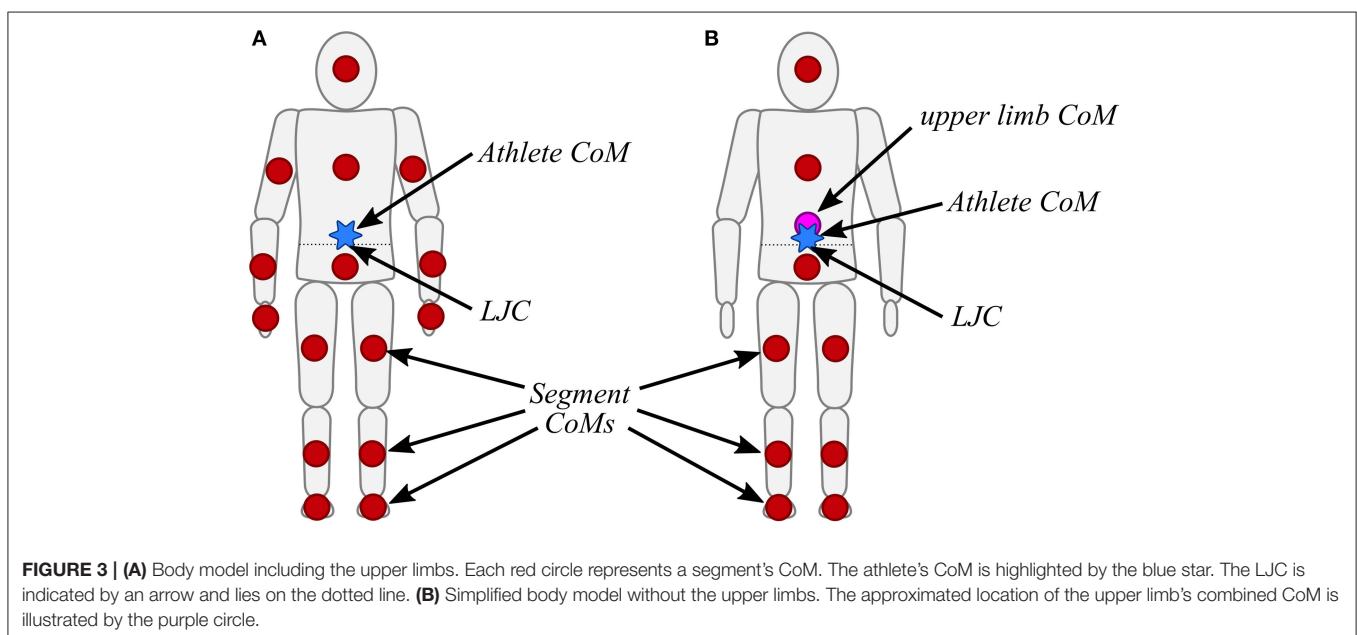 A
B
upper limb CoM
Athlete CoM
Athlete CoM
LJC
LJC
Segment
CoMs
FIGURE 3 | (A) Body model including the upper limbs. Each red circle represents a segment's CoM. The athlete's CoM is highlighted by the blue star. The LJC is
indicated by an arrow and lies on the dotted line. (B) Simplified body model without the upper limbs. The approximated location of the upper limb's combined CoM is
illustrated by the purple circle.